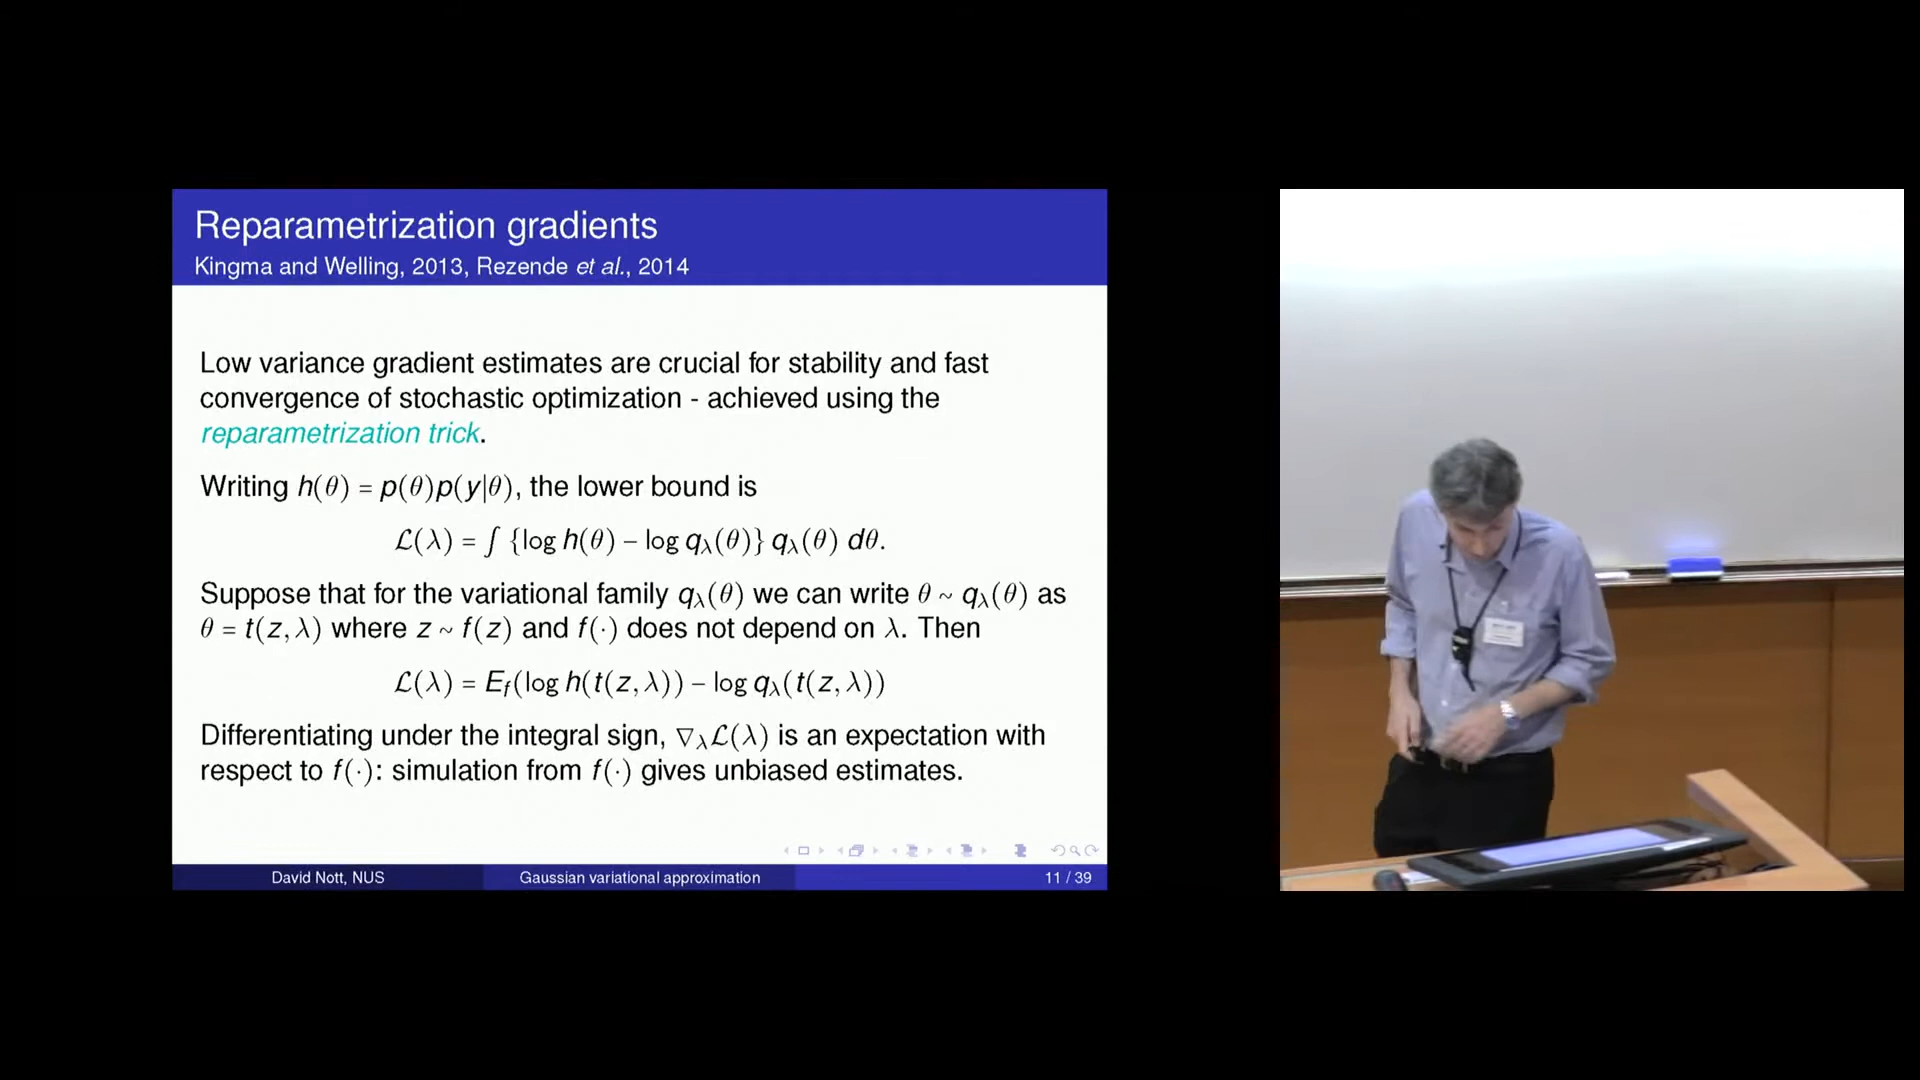 Reparametrization gradients
Kingma and Welling, 2013, Rezende et al., 2014
Low variance gradient estimates are crucial for stability and fast
convergence of stochastic optimization - achieved using the
reparametrization trick.
Writing h(θ) = p(θ)p(y|θ), the lower bound is
ℒ(λ) = ∫ {log h(θ) − log q_λ(θ)} q_λ(θ) dθ.
Suppose that for the variational family q_λ(θ) we can write θ ~ q_λ(θ) as
θ = t(z, λ) where z ~ f(z) and f(·) does not depend on λ. Then
ℒ(λ) = E_f(log h(t(z, λ)) − log q_λ(t(z, λ))
Differentiating under the integral sign, ∇_λℒ(λ) is an expectation with
respect to f(·): simulation from f(·) gives unbiased estimates.
David Nott, NUS
Gaussian variational approximation
11 / 39